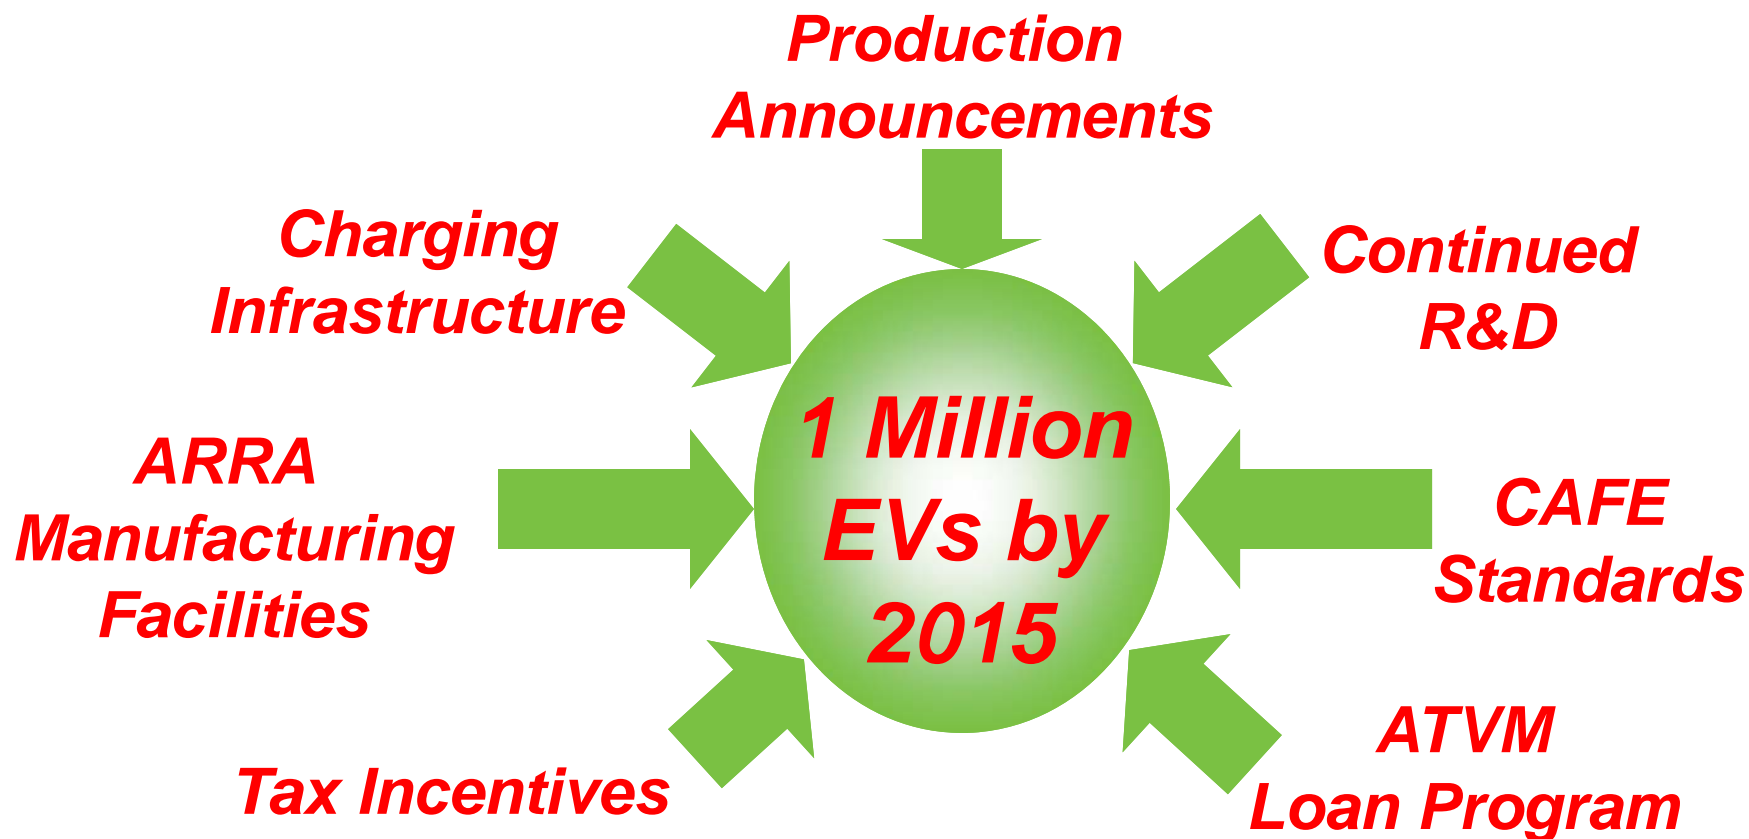 Production
Announcements
Charging
Infrastructure
Continued
R&D
1 Million
EVs by
2015
ARRA
Manufacturing
Facilities
CAFE
Standards
Tax Incentives
ATVM
Loan Program